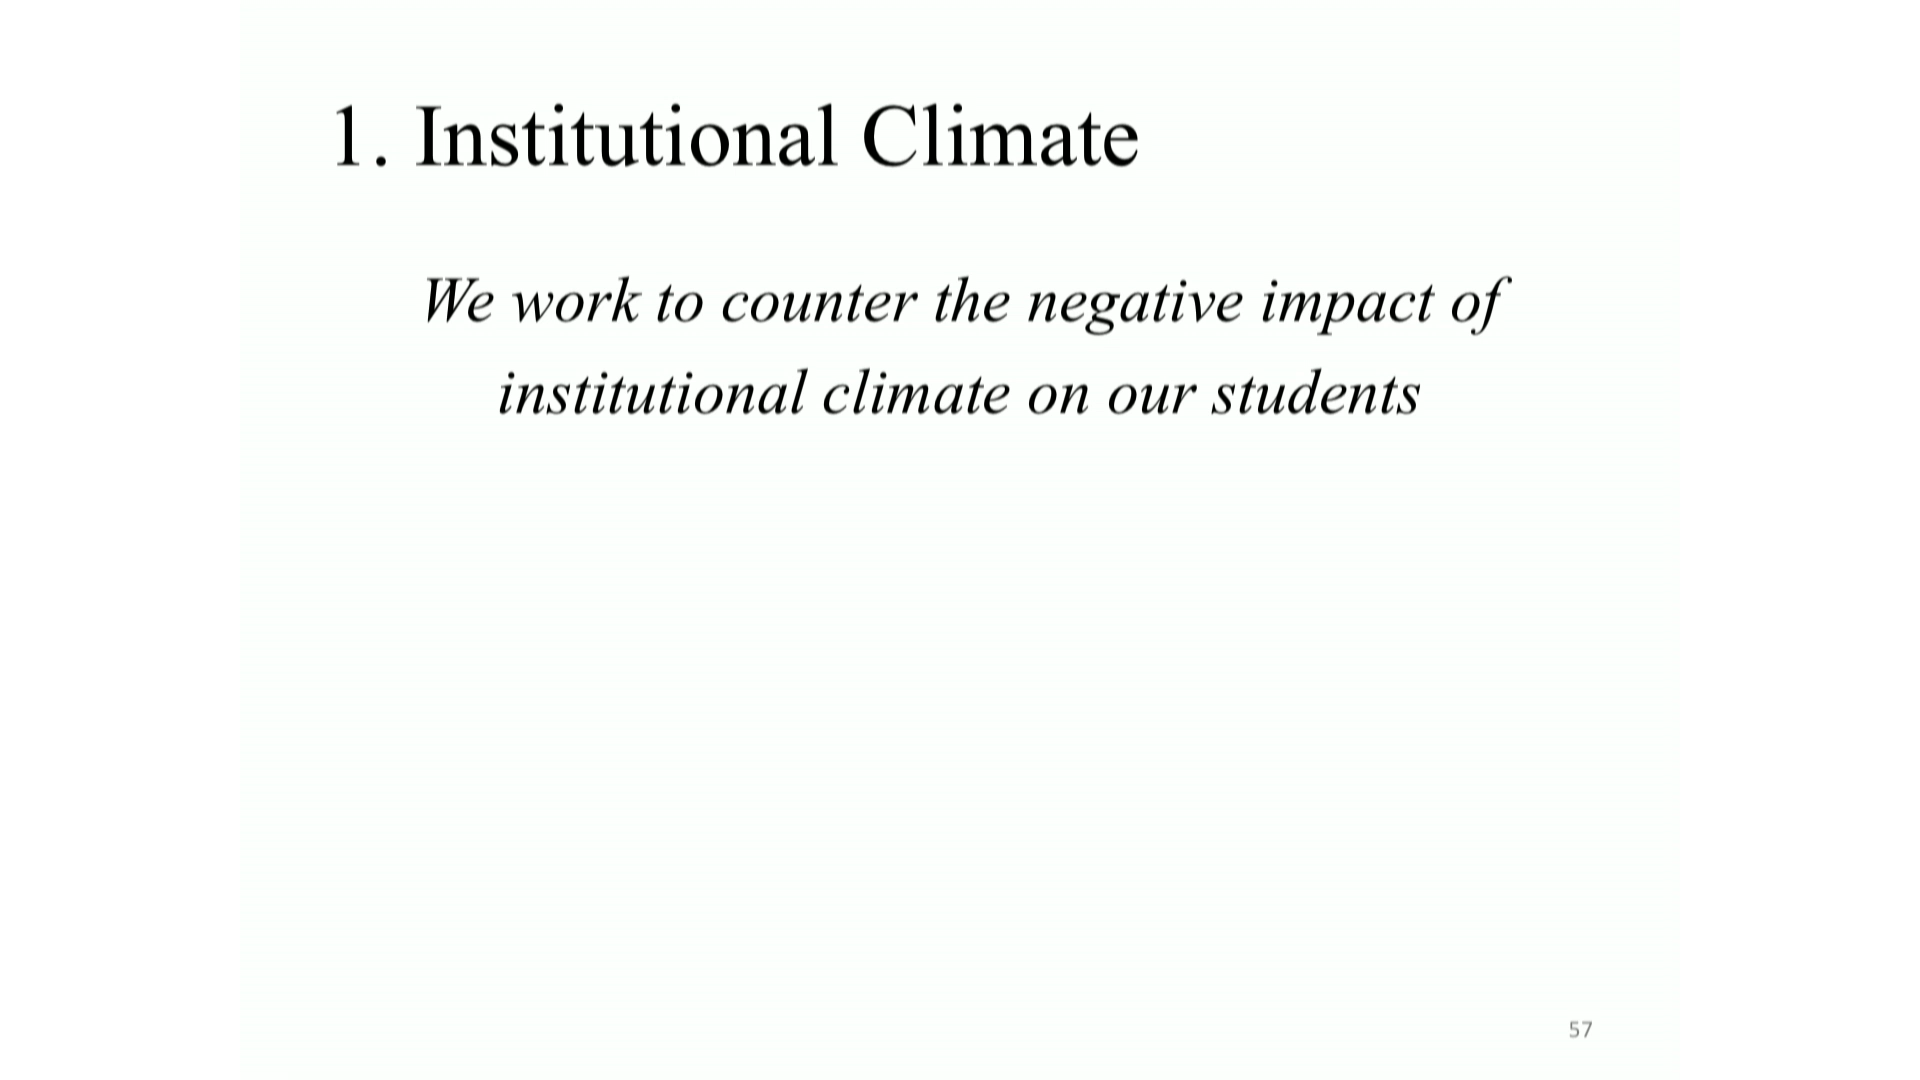 1. Institutional Climate
We work to counter the negative impact of
institutional climate on our students
57